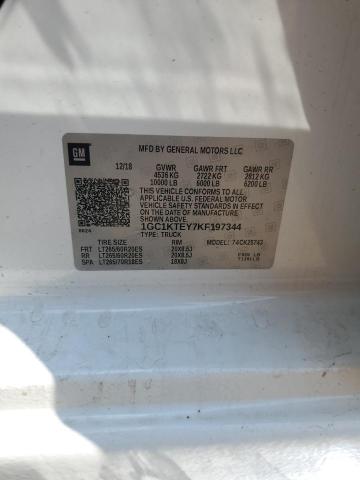 GM
MFD BY GENERAL MOTORS LLC
12/18 GVWR GAWR FRT GAWR RR
4536 KG 2722 KG 2812 KG
10000 LB 6000 LB 6200 LB
THIS VEHICLE CONFORMS TO ALL
APPLICABLE U.S. FEDERAL MOTOR
VEHICLE SAFETY STANDARDS IN
EFFECT ON THE DATE OF
MANUFACTURE SHOWN ABOVE.
1GC1KTEY7KF197344
TYPE: TRUCK
TIRE SIZE RIM MODEL: 74CK25743
FRT LT265/60R20ES 20X8.5J
RR LT265/60R20ES 20X8.5J
SPA LT265/70R18ES 18X8J